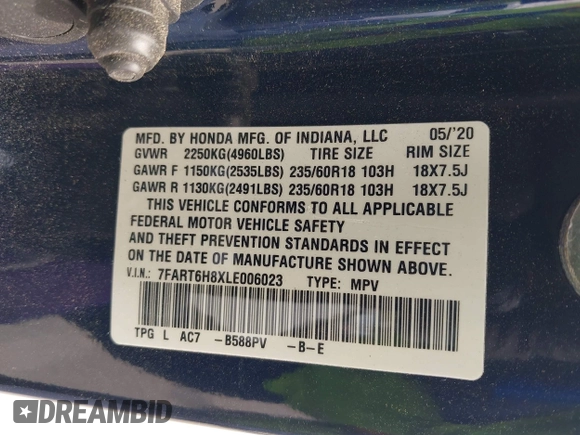 MFD. BY HONDA MFG. OF INDIANA, LLC 05/'20
GVWR 2250KG(4960LBS) TIRE SIZE RIM SIZE
GAWR F 1150KG(2535LBS) 235/60R18 103H 18X7.5J
GAWR R 1130KG(2491LBS) 235/60R18 103H 18X7.5J
THIS VEHICLE CONFORMS TO ALL APPLICABLE
FEDERAL MOTOR VEHICLE SAFETY
AND THEFT PREVENTION STANDARDS IN EFFECT
ON THE DATE OF MANUFACTURE SHOWN ABOVE.
V.I.N.: 7FART6H8XLE006023 TYPE: MPV
TPG L AC7 -B588PV -B-E
DREAMBID